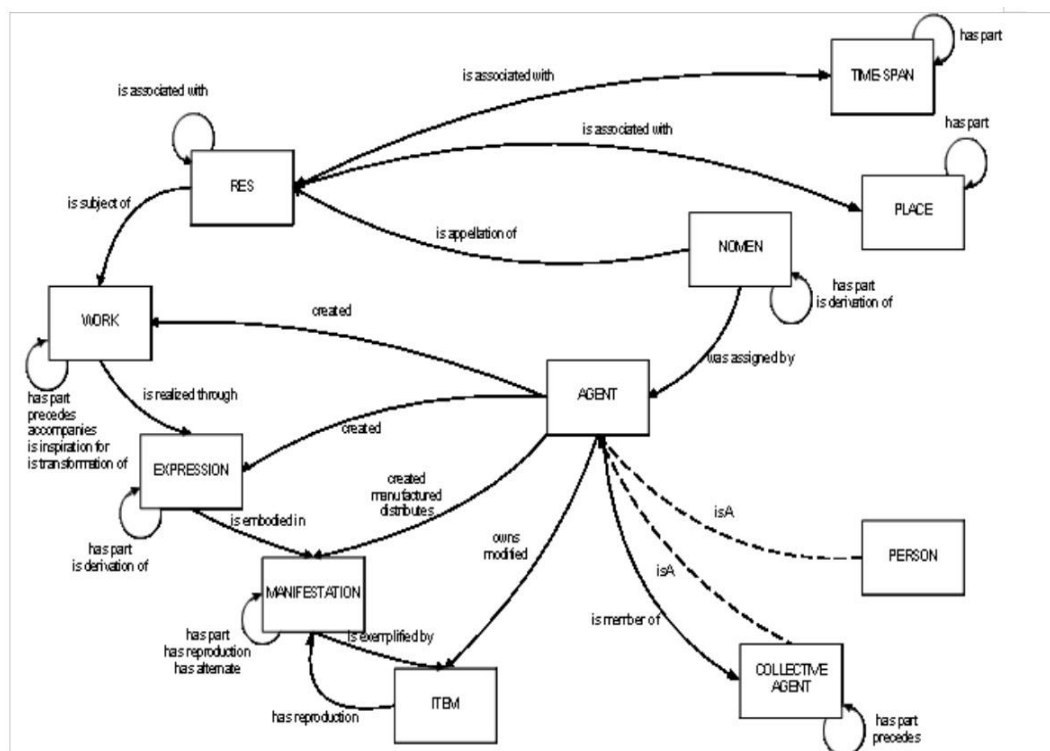 has part
TIME-SPAN
is associated with
is associated with
is associated with
has part
RES
PLACE
is subject of
is appellation of
NOMEN
has part
is derivation of
WORK
created
was assigned by
AGENT
is realized through
has part
precedes
accompanies
is inspiration for
is transformation of
created
EXPRESSION
created
manufactured
distributes
is embodied in
owns
modified
isA
PERSON
has part
is derivation of
isA
MANIFESTATION
is member of
has part
has reproduction
has alternate
is exemplified by
COLLECTIVE
AGENT
ITEM
has reproduction
has part
precedes